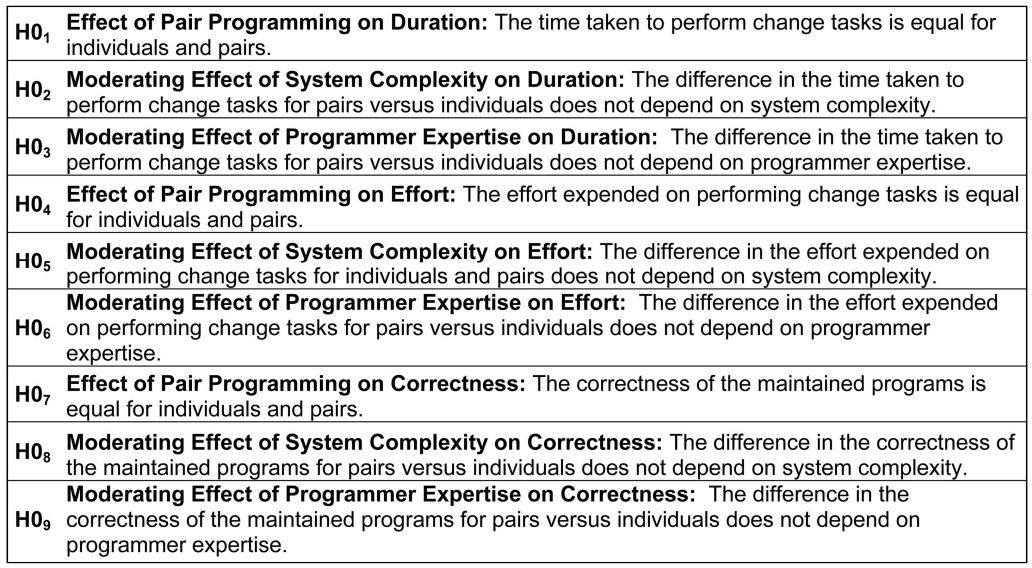 H0₁ Effect of Pair Programming on Duration: The time taken to perform change tasks is equal for
individuals and pairs.
H0₂ Moderating Effect of System Complexity on Duration: The difference in the time taken to
perform change tasks for pairs versus individuals does not depend on system complexity.
H0₃ Moderating Effect of Programmer Expertise on Duration: The difference in the time taken to
perform change tasks for pairs versus individuals does not depend on programmer expertise.
H0₄ Effect of Pair Programming on Effort: The effort expended on performing change tasks is equal
for individuals and pairs.
H0₅ Moderating Effect of System Complexity on Effort: The difference in the effort expended on
performing change tasks for individuals and pairs does not depend on system complexity.
Moderating Effect of Programmer Expertise on Effort: The difference in the effort expended
H0₆ on performing change tasks for pairs versus individuals does not depend on programmer
expertise.
H0₇ Effect of Pair Programming on Correctness: The correctness of the maintained programs is
equal for individuals and pairs.
H0₈ Moderating Effect of System Complexity on Correctness: The difference in the correctness of
the maintained programs for pairs versus individuals does not depend on system complexity.
Moderating Effect of Programmer Expertise on Correctness: The difference in the
H0₉ correctness of the maintained programs for pairs versus individuals does not depend on
programmer expertise.